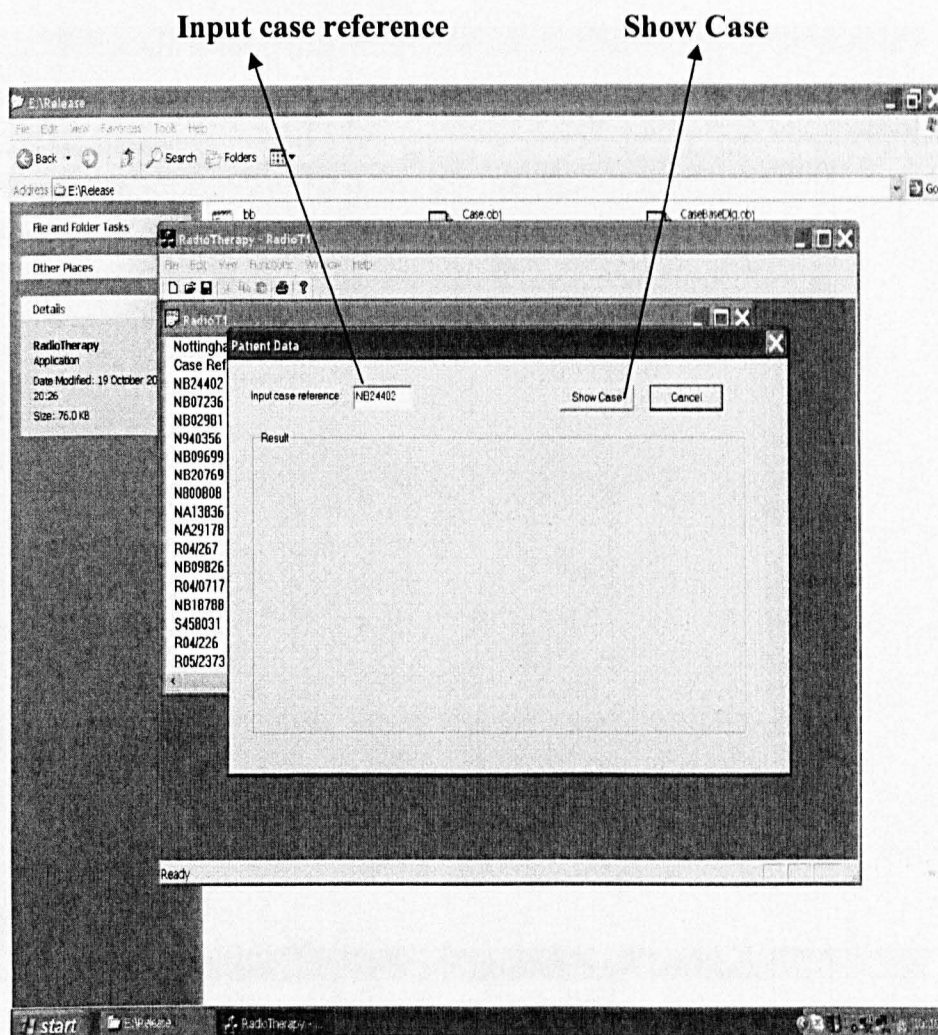 Input case reference
Show Case
E:\Release
File Edit View Favorites Tools Help
Back Search Folders
Address E:\Release Go
File and Folder Tasks
Other Places
Details
RadioTherapy
Application
Date Modified: 19 October 20
20:26
Size: 76.0 KB
bb
Case.obj
CaseBaseDlg.obj
RadioTherapy - RadioT1
File Edit View Functions Window Help
RadioT1
Nottingha
Case Ref
NB24402
NB07236
NB02981
N940356
NB09699
NB20769
N800808
NA13836
NA29178
R04/267
NB09826
R04/0717
NB18788
S458031
R04/226
R05/2373
Patient Data
Input case reference: NB24402
Show Case
Cancel
Result
Ready
start
E:\Release
RadioTherapy - ...